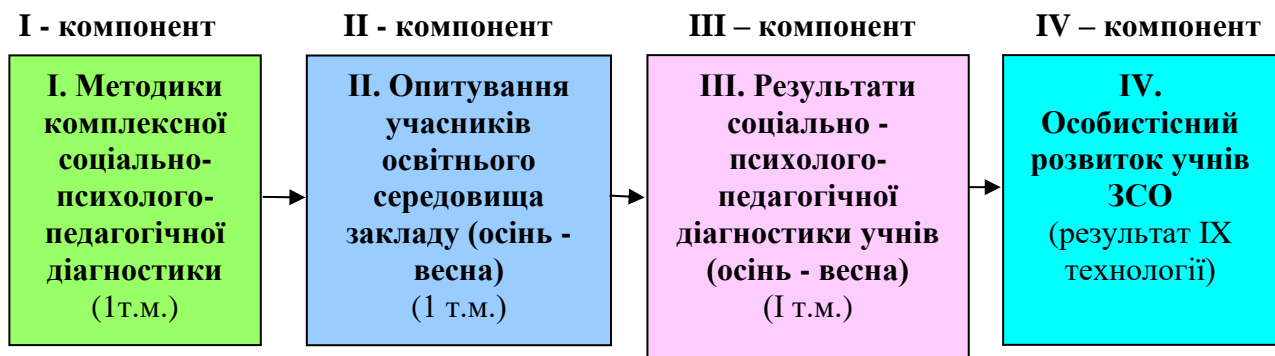 I - компонент
II - компонент
III – компонент
IV – компонент
I. Методики
комплексної
соціально-
психолого-
педагогічної
діагностики
(1т.м.)
II. Опитування
учасників
освітнього
середовища
закладу (осінь -
весна)
(1 т.м.)
III. Результати
соціально -
психолого-
педагогічної
діагностики учнів
(осінь - весна)
(I т.м.)
IV.
Особистісний
розвиток учнів
ЗСО
(результат IX
технології)